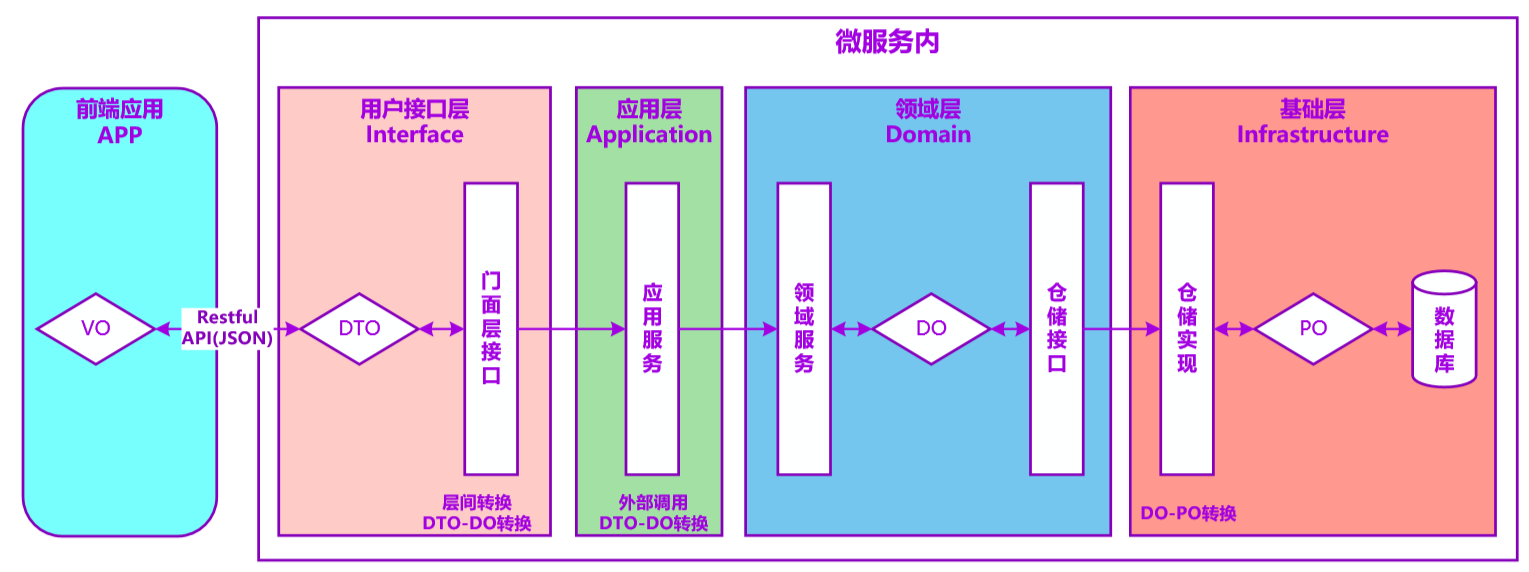 微服务内
前端应用
APP
VO
Restful
API(JSON)
用户接口层
Interface
DTO
门面层接口
层间转换
DTO-DO转换
应用层
Application
应用服务
外部调用
DTO-DO转换
领域层
Domain
领域服务
DO
仓储接口
基础层
Infrastructure
仓储实现
PO
数据库
DO-PO转换